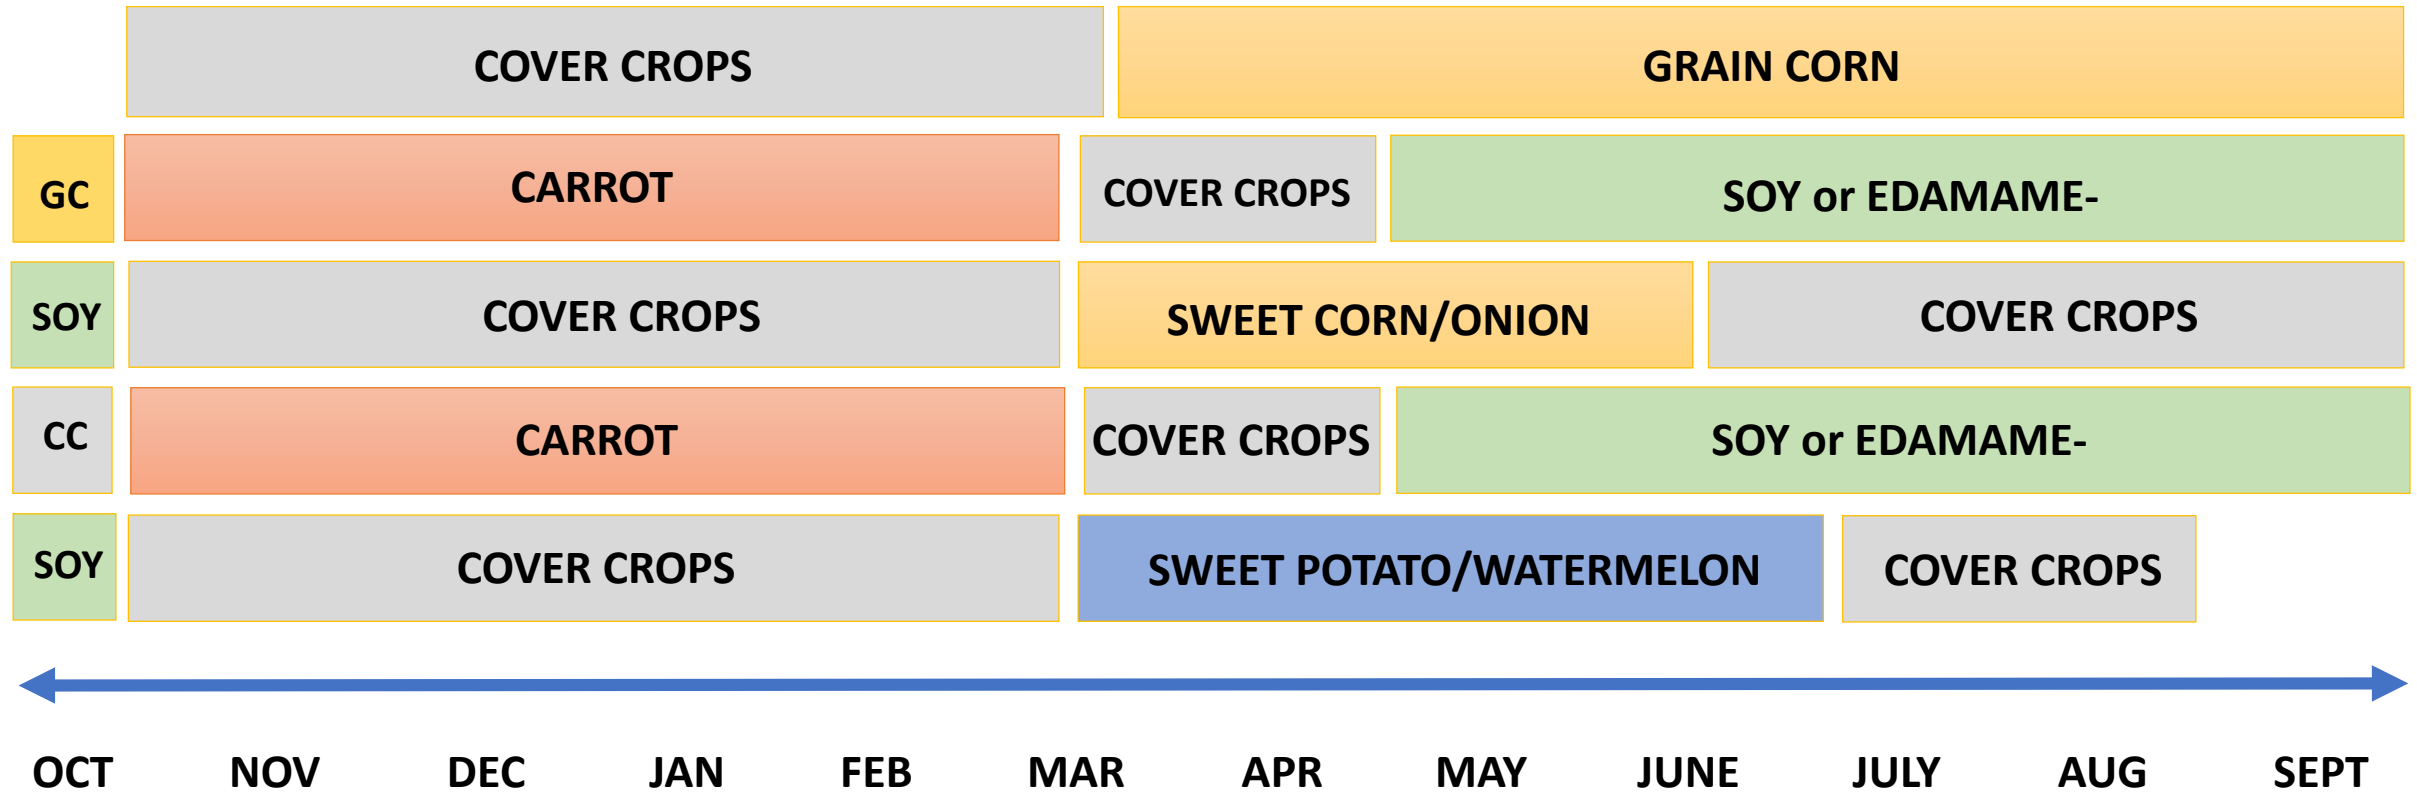 COVER CROPS
GRAIN CORN
GC
CARROT
COVER CROPS
SOY or EDAMAME-
SOY
COVER CROPS
SWEET CORN/ONION
COVER CROPS
CC
CARROT
COVER CROPS
SOY or EDAMAME-
SOY
COVER CROPS
SWEET POTATO/WATERMELON
COVER CROPS
OCT NOV DEC JAN FEB MAR APR MAY JUNE JULY AUG SEPT